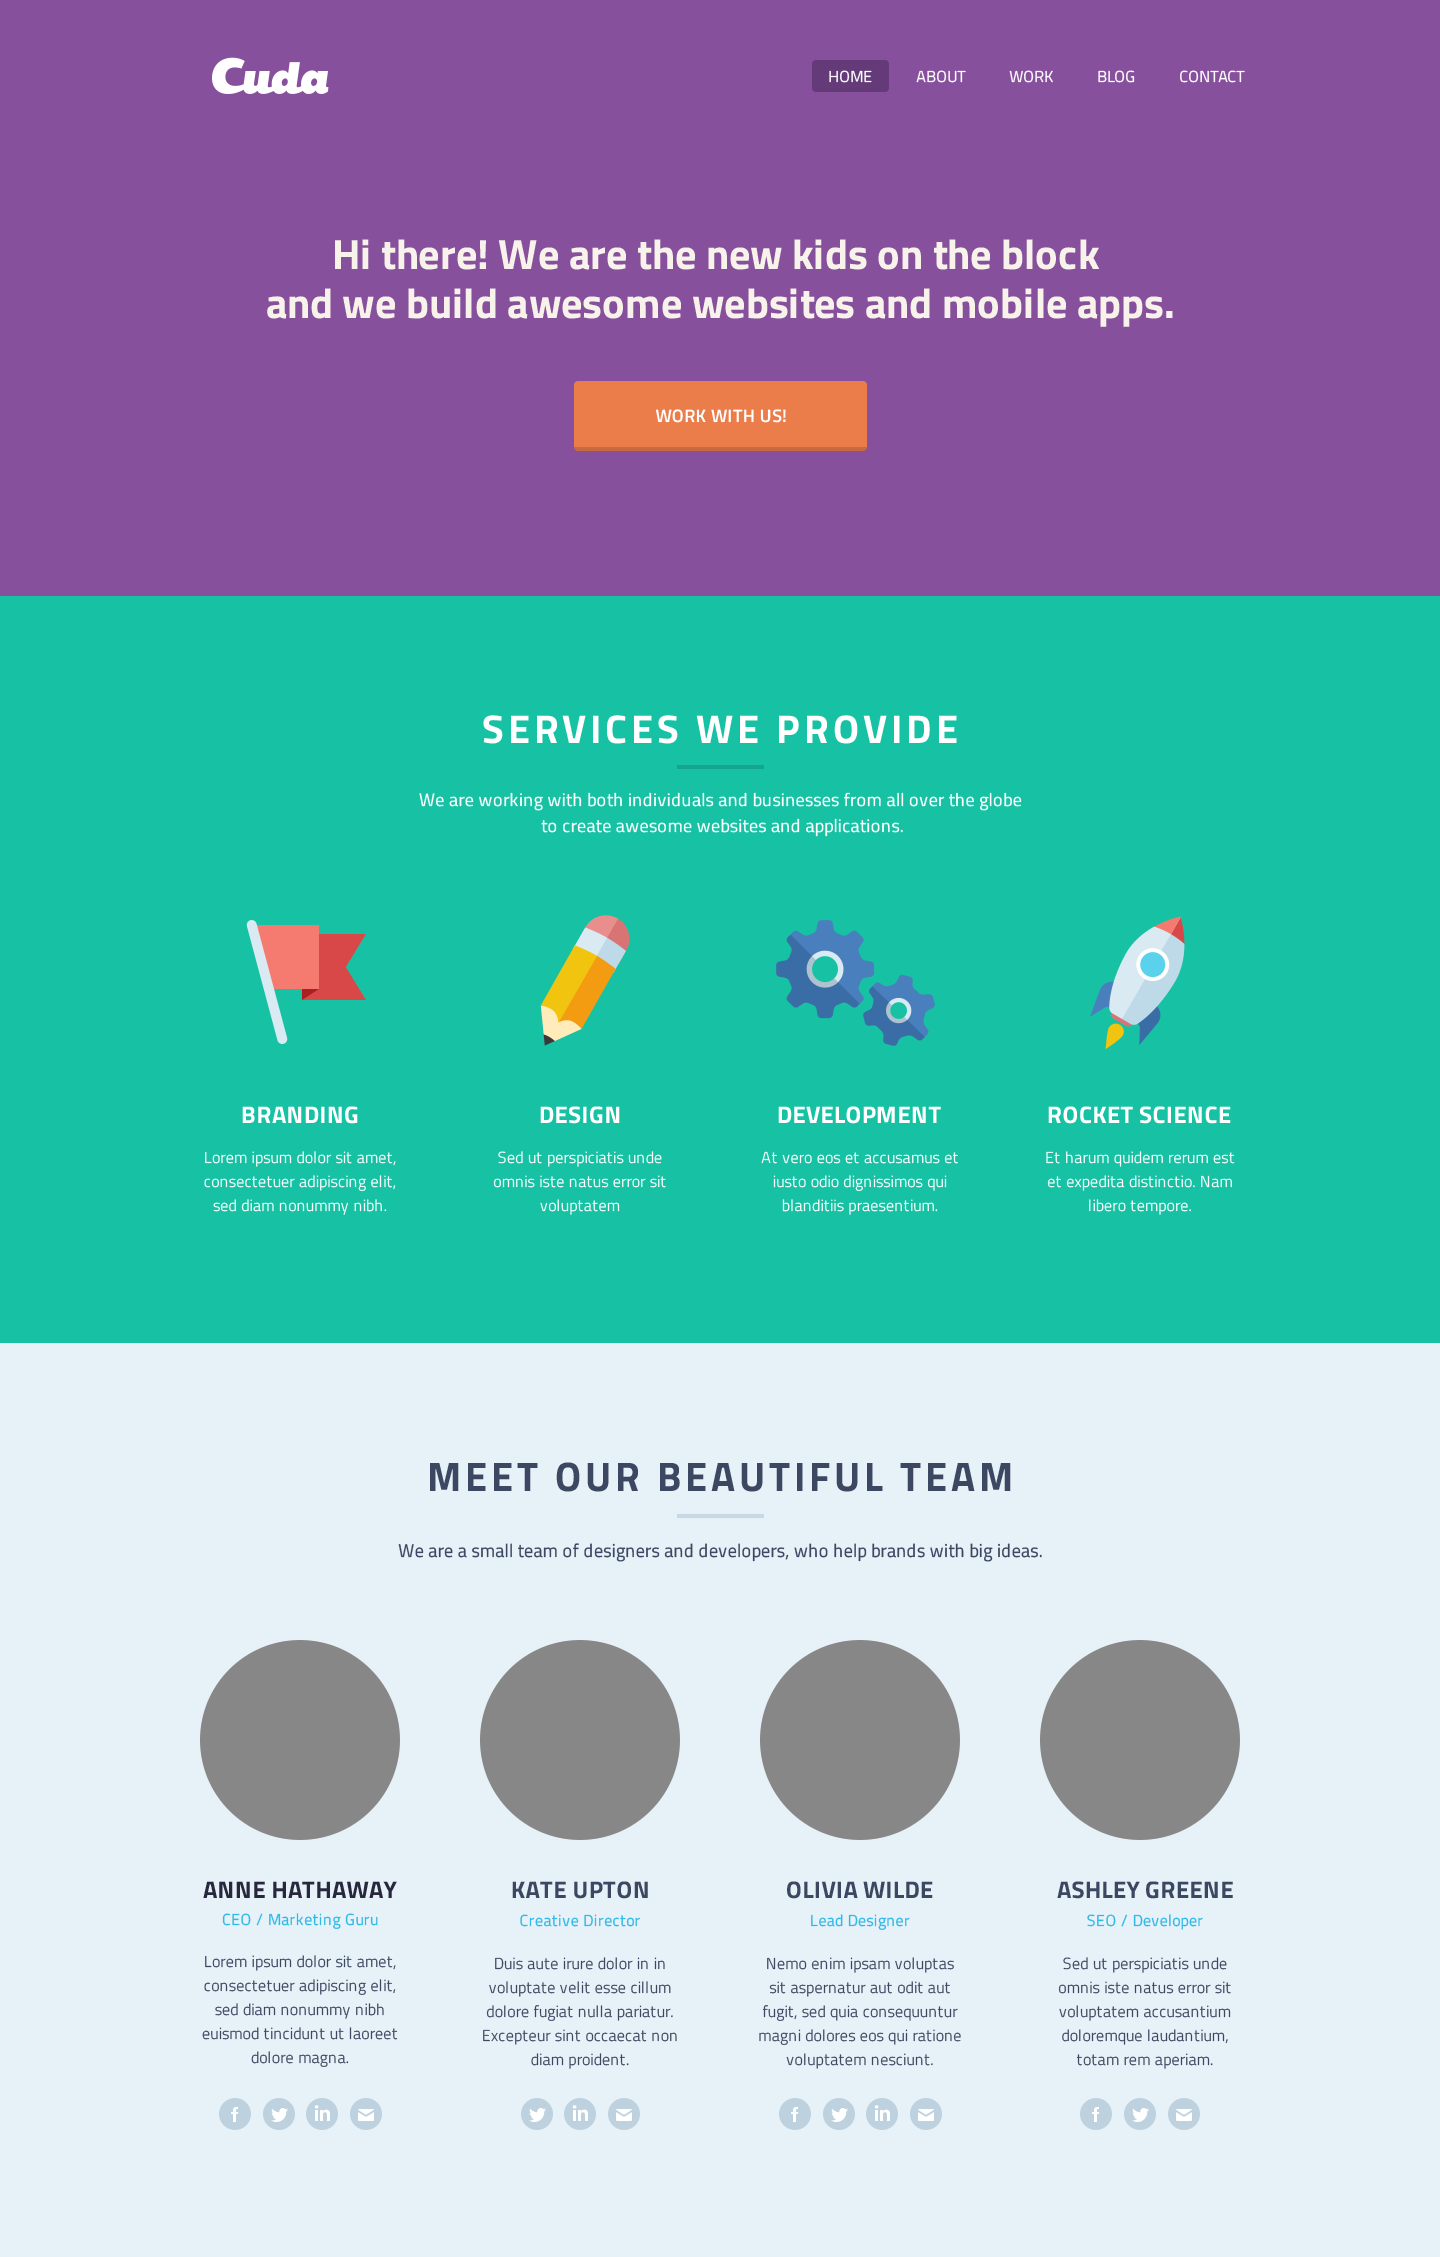 Cuda
HOME ABOUT WORK BLOG CONTACT
Hi there! We are the new kids on the block
and we build awesome websites and mobile apps.
WORK WITH US!
SERVICES WE PROVIDE
We are working with both individuals and businesses from all over the globe
to create awesome websites and applications.
BRANDING
Lorem ipsum dolor sit amet,
consectetuer adipiscing elit,
sed diam nonummy nibh.
DESIGN
Sed ut perspiciatis unde
omnis iste natus error sit
voluptatem
DEVELOPMENT
At vero eos et accusamus et
iusto odio dignissimos qui
blanditiis praesentium.
ROCKET SCIENCE
Et harum quidem rerum est
et expedita distinctio. Nam
libero tempore.
MEET OUR BEAUTIFUL TEAM
We are a small team of designers and developers, who help brands with big ideas.
ANNE HATHAWAY
CEO / Marketing Guru
Lorem ipsum dolor sit amet,
consectetuer adipiscing elit,
sed diam nonummy nibh
euismod tincidunt ut laoreet
dolore magna.
KATE UPTON
Creative Director
Duis aute irure dolor in in
voluptate velit esse cillum
dolore fugiat nulla pariatur.
Excepteur sint occaecat non
diam proident.
OLIVIA WILDE
Lead Designer
Nemo enim ipsam voluptas
sit aspernatur aut odit aut
fugit, sed quia consequuntur
magni dolores eos qui ratione
voluptatem nesciunt.
ASHLEY GREENE
SEO / Developer
Sed ut perspiciatis unde
omnis iste natus error sit
voluptatem accusantium
doloremque laudantium,
totam rem aperiam.